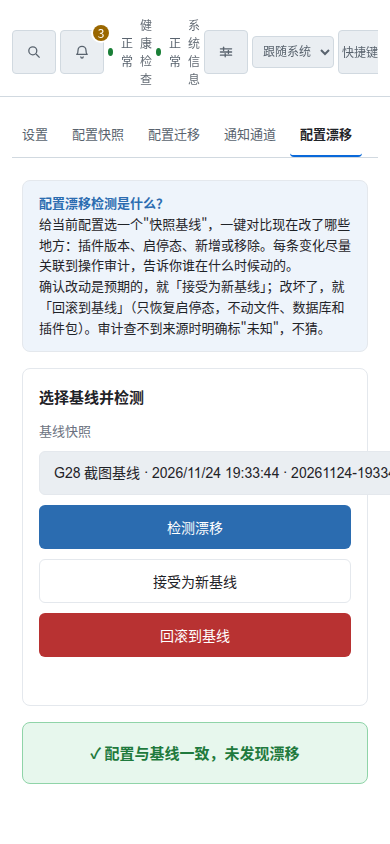 3
正常
健康检查
正常
系统信息
跟随系统
快捷键
设置
配置快照
配置迁移
通知通道
配置漂移
配置漂移检测是什么？
给当前配置选一个"快照基线"，一键对比现在改了哪些
地方：插件版本、启停态、新增或移除。每条变化尽量
关联到操作审计，告诉你谁在什么时候动的。
确认改动是预期的，就「接受为新基线」；改坏了，就
「回滚到基线」（只恢复启停态，不动文件、数据库和
插件包）。审计查不到来源时明确标"未知"，不猜。
选择基线并检测
基线快照
G28 截图基线 · 2026/11/24 19:33:44 · 20261124-1933
检测漂移
接受为新基线
回滚到基线
✓ 配置与基线一致，未发现漂移